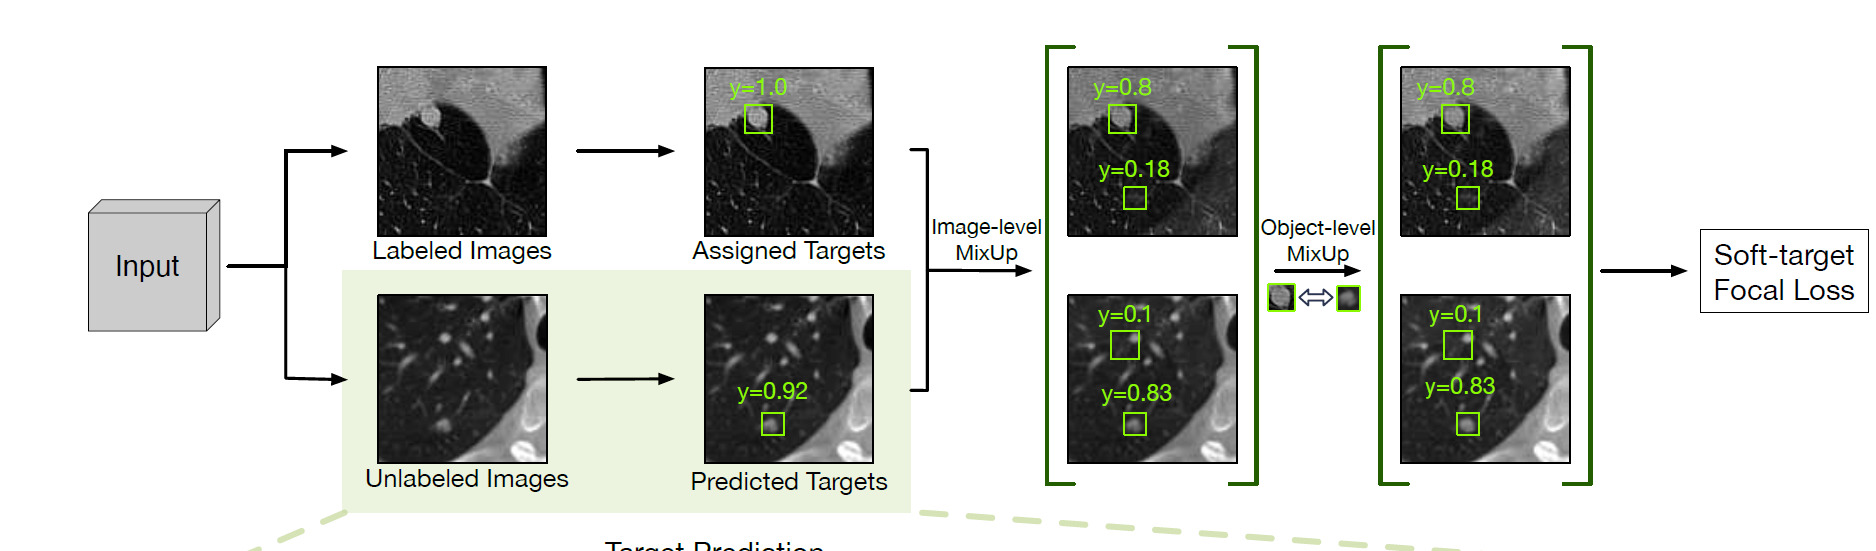 Input
Labeled Images
y=1.0
Assigned Targets
Unlabeled Images
y=0.92
Predicted Targets
Image-level
MixUp
y=0.8
y=0.18
y=0.1
y=0.83
Object-level
MixUp
y=0.8
y=0.18
y=0.1
y=0.83
Soft-target
Focal Loss
Target Prediction